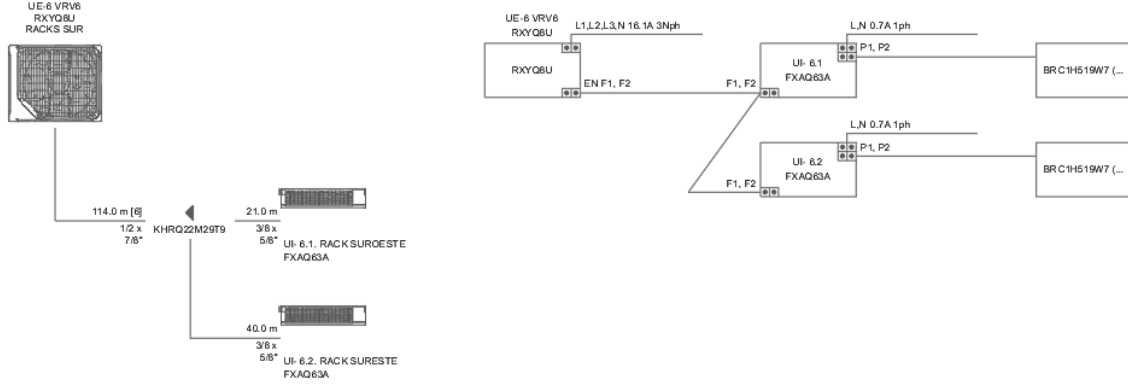 UE-6 VRV6
RXYQ8U
RACKS SUR
114.0 m [6]
1/2 x
7/8"
KHRQ22M29T9
21.0 m
3/8 x
5/8"
UI- 6.1. RACK SUROESTE
FXAQ63A
40.0 m
3/8 x
5/8"
UI- 6.2. RACK SURESTE
FXAQ63A
UE-6 VRV6
RXYQ8U
L1,L2,L3,N 16.1A 3Nph
RXYQ8U
EN F1, F2
F1, F2
L,N 0.7A 1ph
P1, P2
UI- 6.1
FXAQ63A
BRC1H519W7 (...
L,N 0.7A 1ph
P1, P2
UI- 6.2
FXAQ63A
F1, F2
BRC1H519W7 (...